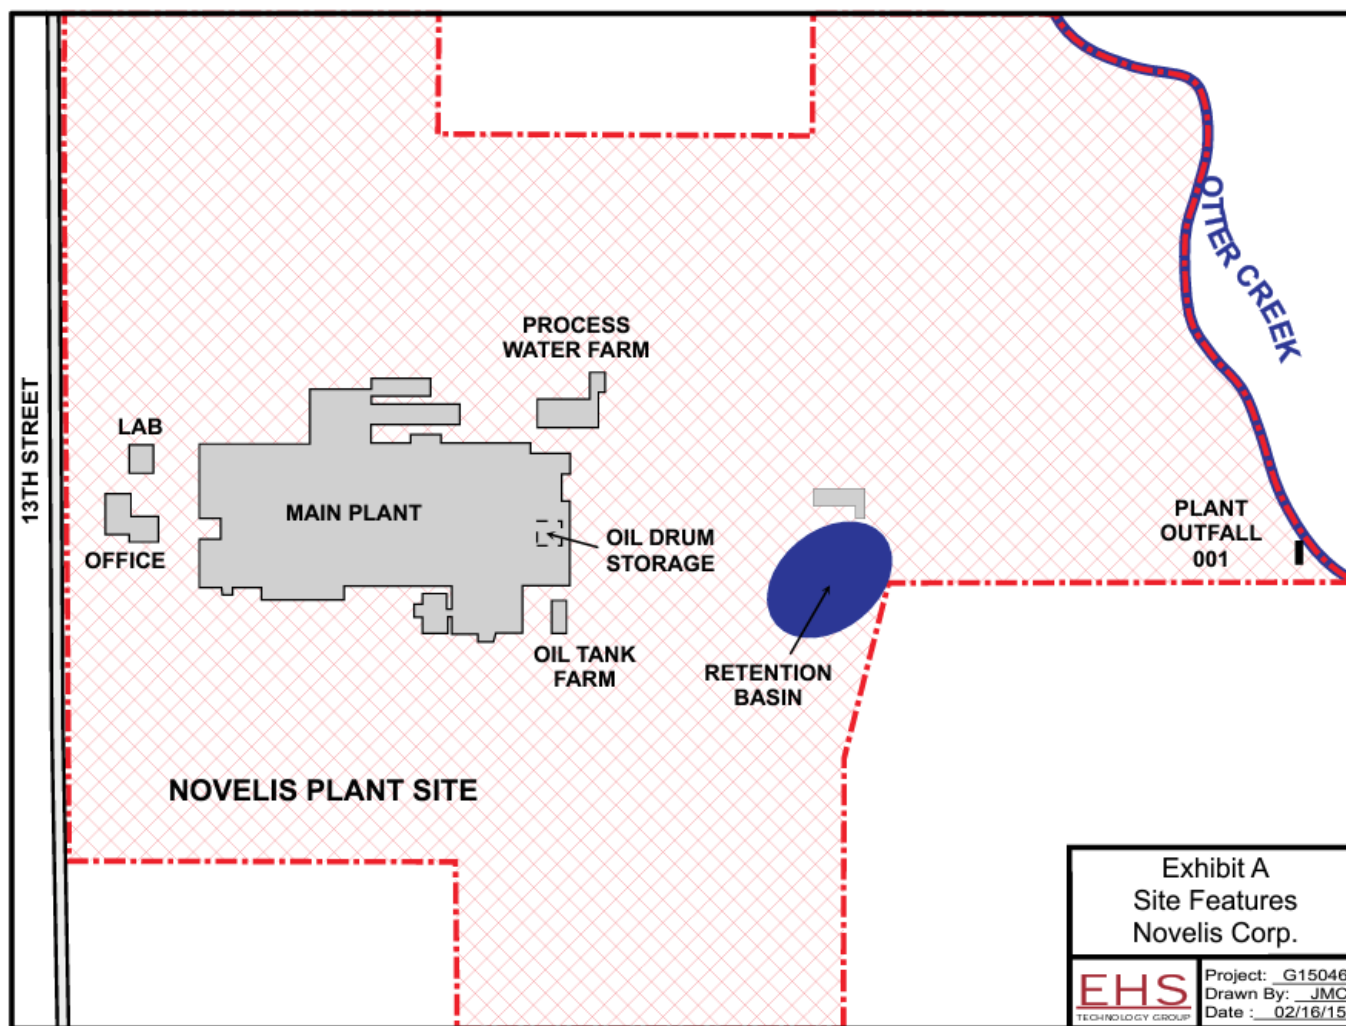 OTTER CREEK
PROCESS
WATER FARM
13TH STREET
LAB
MAIN PLANT
OIL DRUM
STORAGE
PLANT
OUTFALL
001
OFFICE
OIL TANK
FARM
RETENTION
BASIN
NOVELIS PLANT SITE
Exhibit A
Site Features
Novelis Corp.
EHS
TECHNOLOGY GROUP
Project: G15046
Drawn By: JMC
Date : 02/16/15